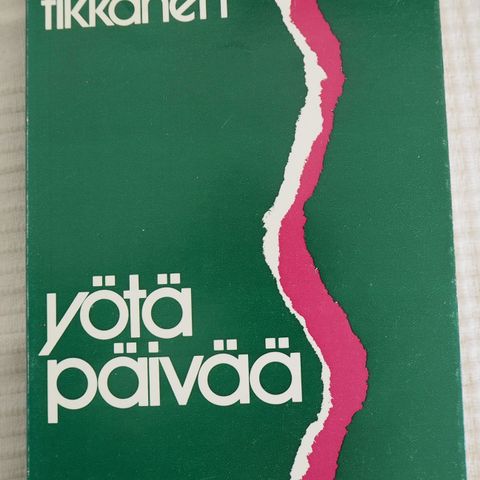 tikkanen
yötä
päivää